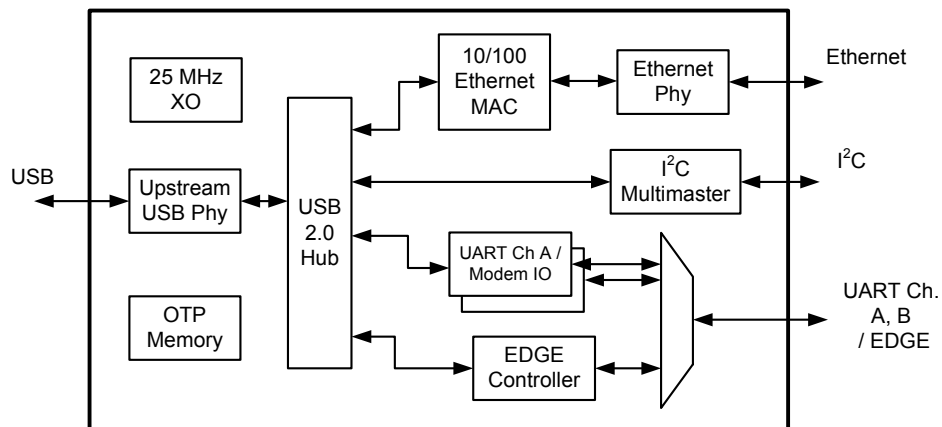 25 MHz
XO
10/100
Ethernet
MAC
Ethernet
Phy
Ethernet
USB
Upstream
USB Phy
USB
2.0
Hub
I²C
Multimaster
I²C
UART Ch A /
Modem IO
OTP
Memory
EDGE
Controller
UART Ch.
A, B
/ EDGE